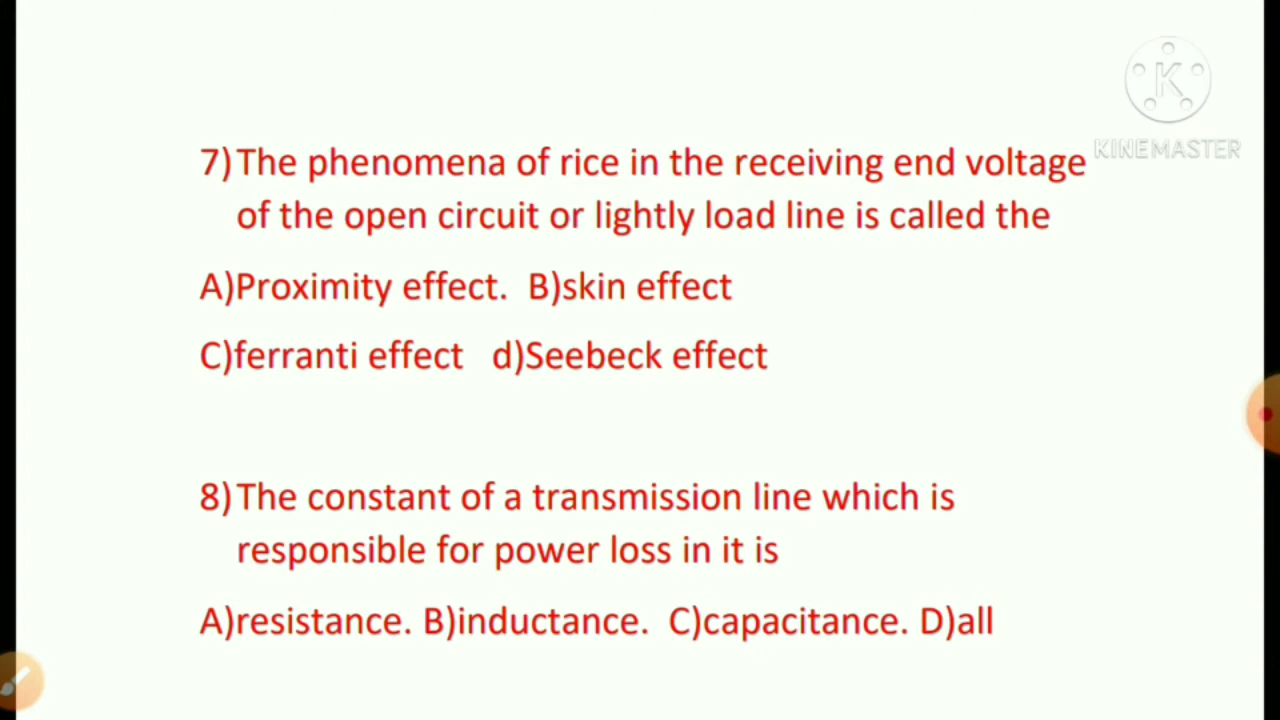 K
KINEMASTER
7)The phenomena of rice in the receiving end voltage
of the open circuit or lightly load line is called the
A)Proximity effect. B)skin effect
C)ferranti effect d)Seebeck effect
8)The constant of a transmission line which is
responsible for power loss in it is
A)resistance. B)inductance. C)capacitance. D)all